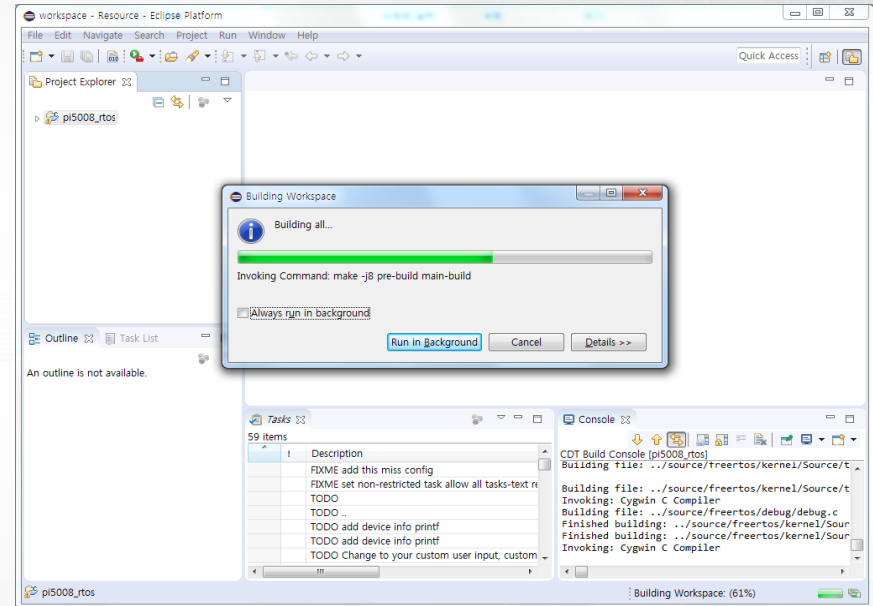 workspace - Resource - Eclipse Platform
File Edit Navigate Search Project Run Window Help
Quick Access
Project Explorer
pi5008_rtos
Building Workspace
Building all...
Invoking Command: make -j8 pre-build main-build
Always run in background
Run in Background Cancel Details >>
Outline Task List
An outline is not available.
Tasks
59 items
! Description
FIXME add this miss config
FIXME set non-restricted task allow all tasks-text re
TODO
TODO ..
TODO add device info printf
TODO add device info printf
TODO Change to your custom user input, custom
Console
CDT Build Console [pi5008_rtos]
Building file: ../source/freertos/kernel/Source/t
Building file: ../source/freertos/kernel/Source/t
Invoking: Cygwin C Compiler
Building file: ../source/freertos/debug/debug.c
Finished building: ../source/freertos/kernel/Sour
Finished building: ../source/freertos/kernel/Sour
Invoking: Cygwin C Compiler
pi5008_rtos
Building Workspace: (61%)